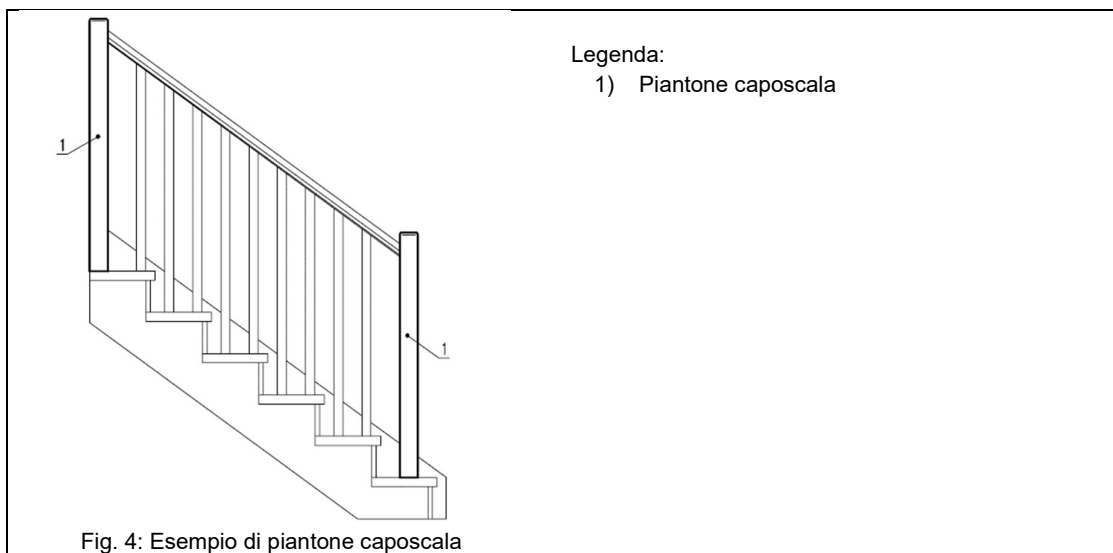 Legenda:
1) Piantone caposcala
1
1
Fig. 4: Esempio di piantone caposcala